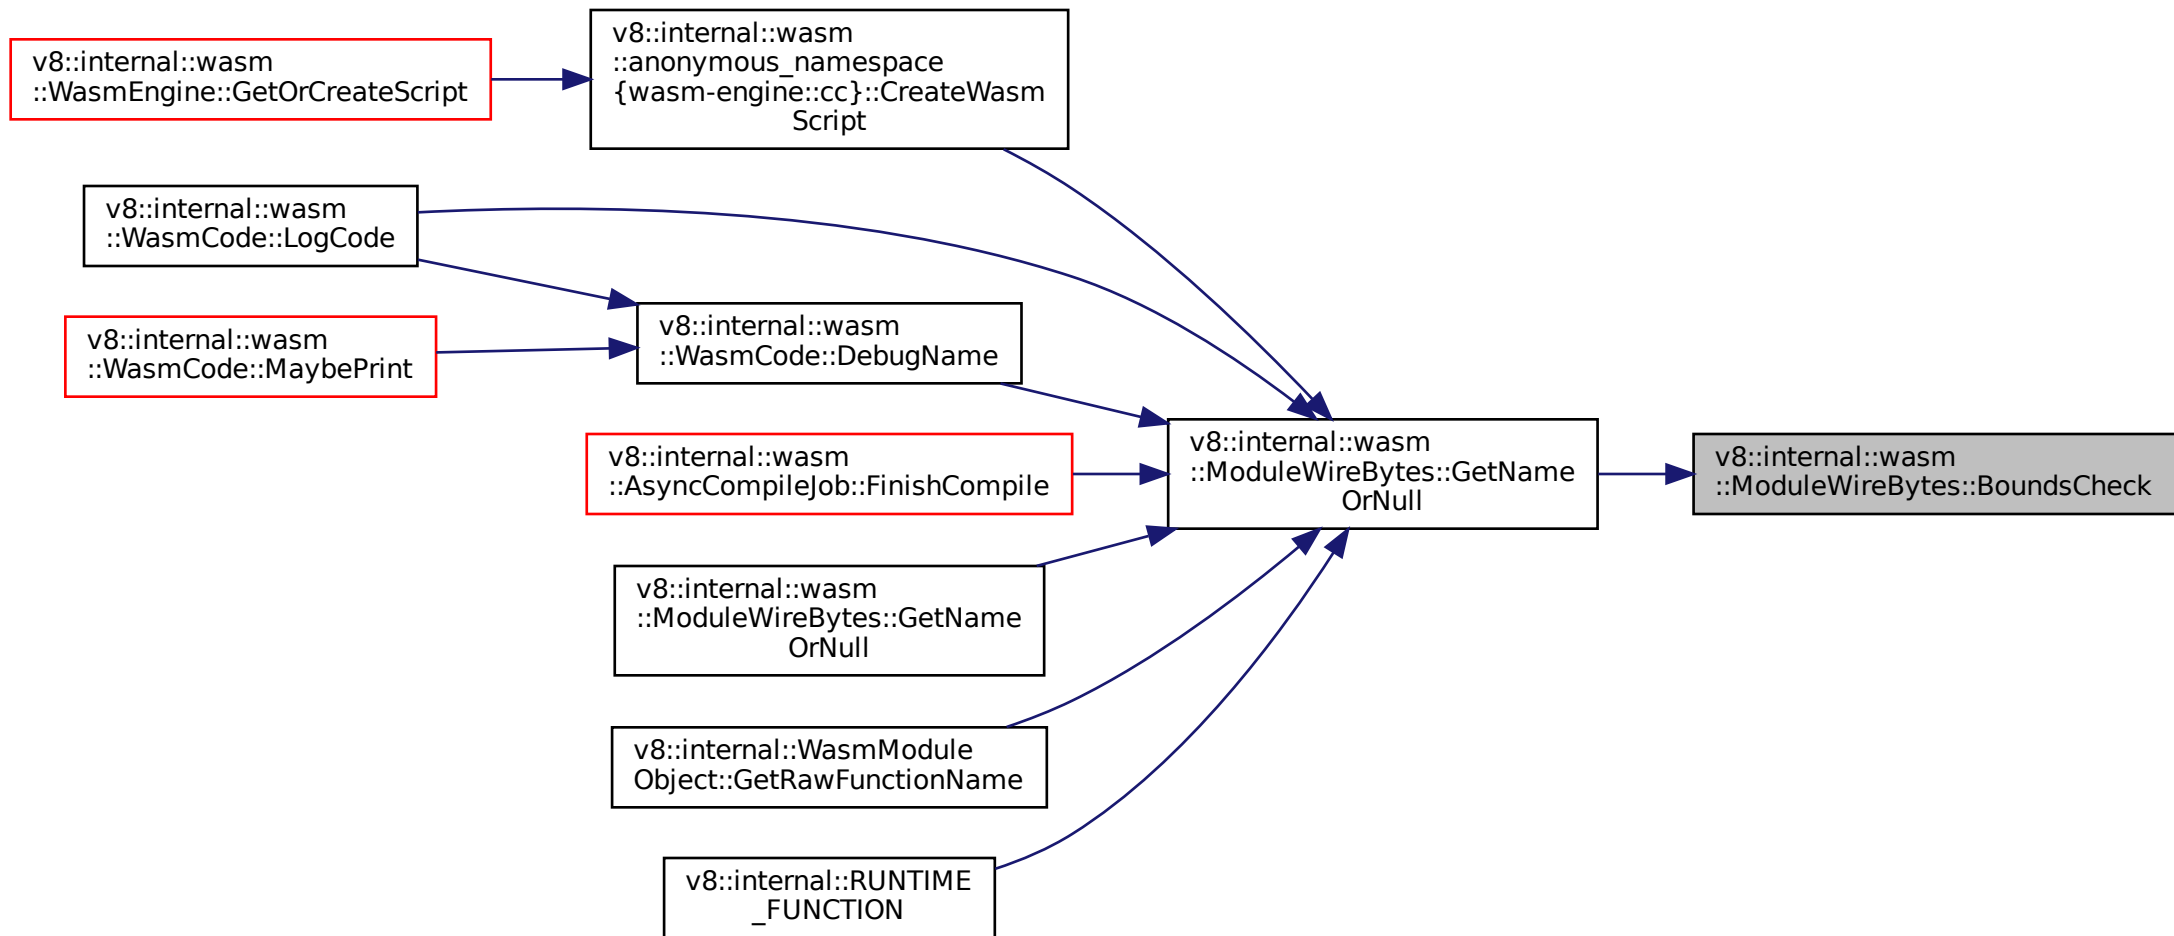 v8::internal::wasm
::WasmEngine::GetOrCreateScript
v8::internal::wasm
::anonymous_namespace
{wasm-engine::cc}::CreateWasm
Script
v8::internal::wasm
::WasmCode::LogCode
v8::internal::wasm
::WasmCode::MaybePrint
v8::internal::wasm
::WasmCode::DebugName
v8::internal::wasm
::AsyncCompileJob::FinishCompile
v8::internal::wasm
::ModuleWireBytes::GetName
OrNull
v8::internal::WasmModule
Object::GetRawFunctionName
v8::internal::RUNTIME
_FUNCTION
v8::internal::wasm
::ModuleWireBytes::GetName
OrNull
v8::internal::wasm
::ModuleWireBytes::BoundsCheck